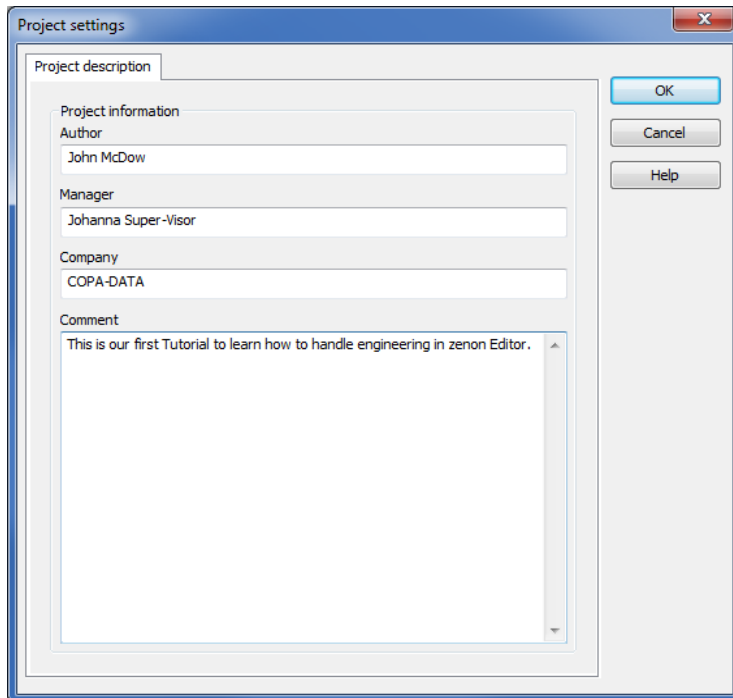 Project settings
Project description
Project information
Author
John McDow
Manager
Johanna Super-Visor
Company
COPA-DATA
Comment
This is our first Tutorial to learn how to handle engineering in zenon Editor.
OK
Cancel
Help